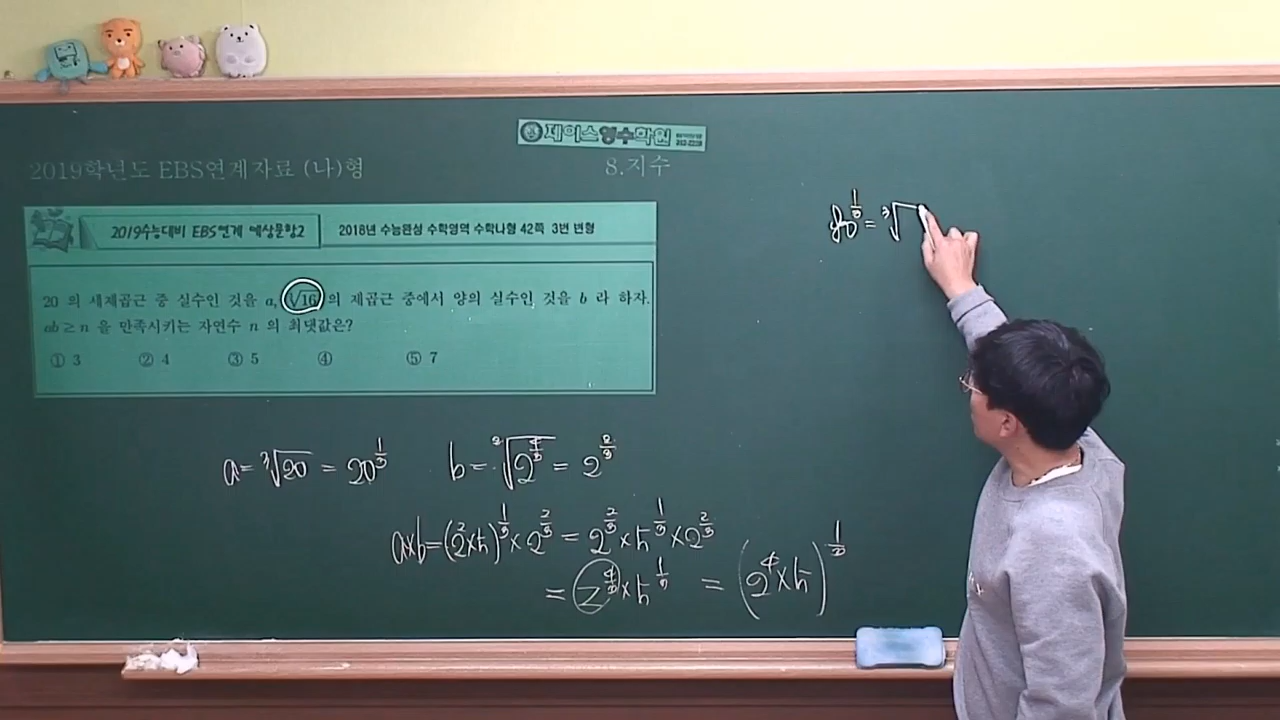 제이스영수학원
2019학년도 EBS연계자료 (나)형
8.지수
2019수능대비 EBS연계 예상문항2
2018년 수능완성 수학영역 수학나형 42쪽 3번 변형
20 의 세제곱근 중 실수인 것을 a, ∛16 의 제곱근 중에서 양의 실수인 것을 b 라 하자.
ab ≥ n 을 만족시키는 자연수 n 의 최댓값은?
① 3 ② 4 ③ 5 ④ ⑤ 7
80^(1/3) = ³√
a = ³√20 = 20^(1/3)
b = ²√(2^(4/3)) = 2^(2/3)
a×b = (2²×5)^(1/3) × 2^(2/3) = 2^(2/3) × 5^(1/3) × 2^(2/3)
= 2^(4/3) × 5^(1/3) = (2⁴×5)^(1/3)